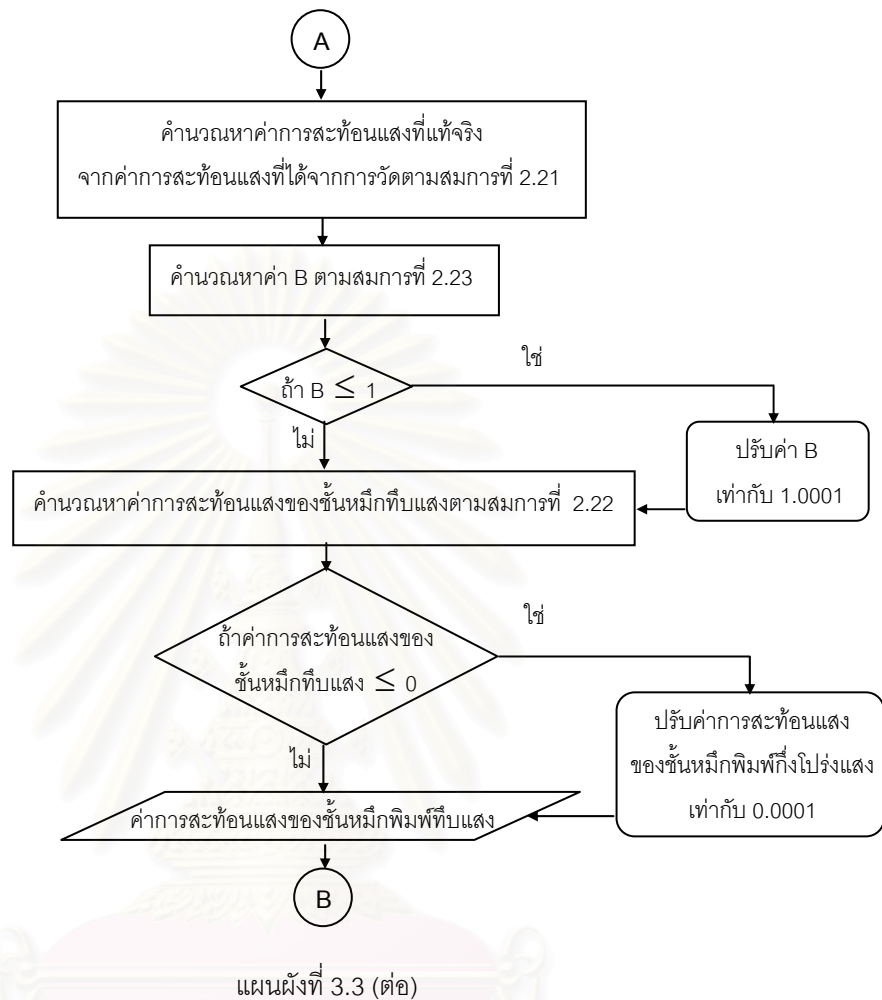 A
คำนวณหาค่าการสะท้อนแสงที่แท้จริง
จากค่าการสะท้อนแสงที่ได้จากการวัดตามสมการที่ 2.21
คำนวณหาค่า B ตามสมการที่ 2.23
ถ้า B ≤ 1
ใช่
ไม่
ปรับค่า B
เท่ากับ 1.0001
คำนวณหาค่าการสะท้อนแสงของชั้นหมึกทึบแสงตามสมการที่ 2.22
ถ้าค่าการสะท้อนแสงของ
ชั้นหมึกทึบแสง ≤ 0
ใช่
ไม่
ปรับค่าการสะท้อนแสง
ของชั้นหมึกพิมพ์กึ่งโปร่งแสง
เท่ากับ 0.0001
ค่าการสะท้อนแสงของชั้นหมึกพิมพ์ทึบแสง
B
แผนผังที่ 3.3 (ต่อ)